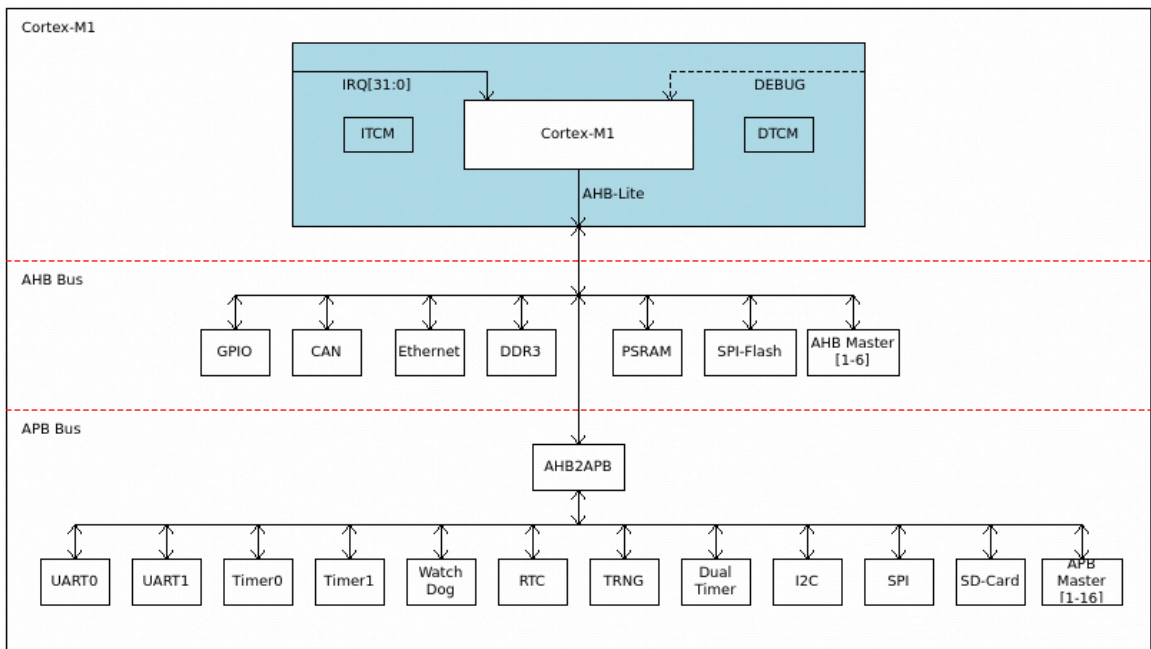 Cortex-M1
IRQ[31:0]
DEBUG
ITCM
Cortex-M1
DTCM
AHB-Lite
AHB Bus
GPIO
CAN
Ethernet
DDR3
PSRAM
SPI-Flash
AHB Master
[1-6]
APB Bus
AHB2APB
UART0
UART1
Timer0
Timer1
Watch
Dog
RTC
TRNG
Dual
Timer
I2C
SPI
SD-Card
APB
Master
[1-16]